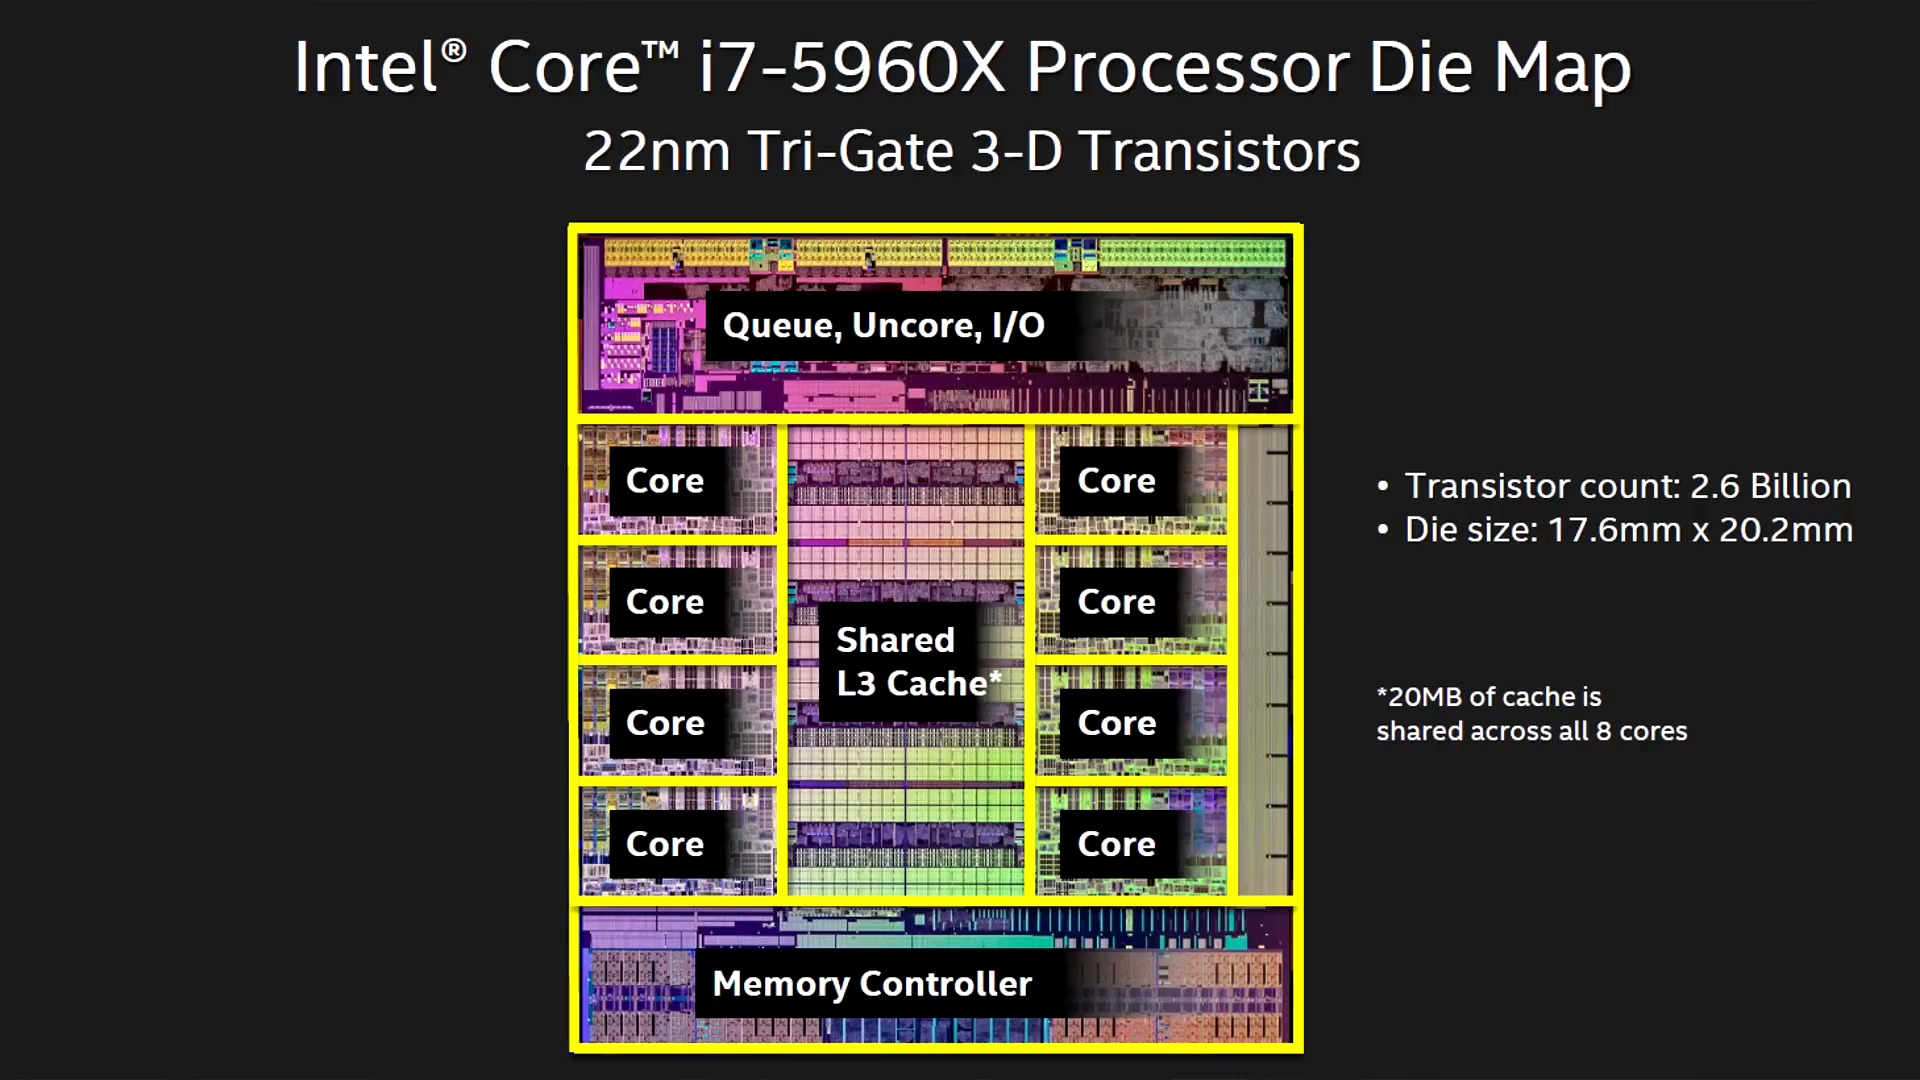 Intel® Core™ i7-5960X Processor Die Map
22nm Tri-Gate 3-D Transistors
Queue, Uncore, I/O
Core
Core
Core
Core
Shared
L3 Cache*
Core
Core
Core
Core
Memory Controller
• Transistor count: 2.6 Billion
• Die size: 17.6mm x 20.2mm
*20MB of cache is
shared across all 8 cores